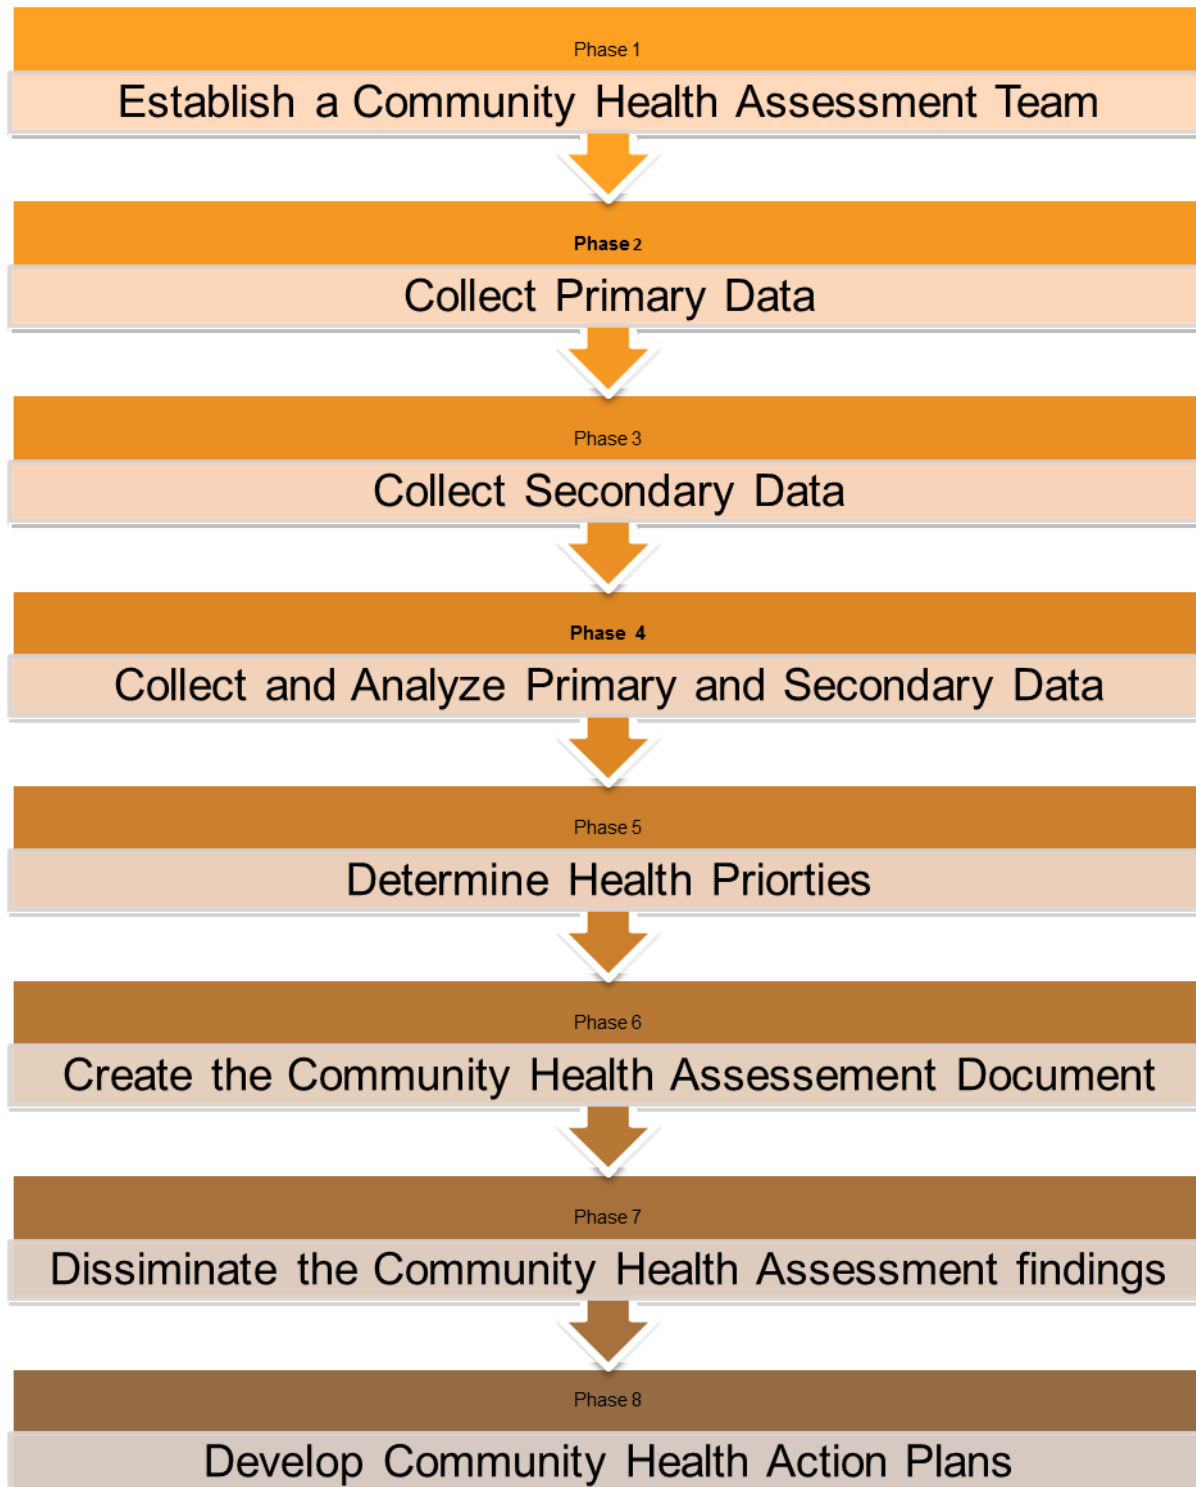 Phase 1
Establish a Community Health Assessment Team
Phase 2
Collect Primary Data
Phase 3
Collect Secondary Data
Phase 4
Collect and Analyze Primary and Secondary Data
Phase 5
Determine Health Priorties
Phase 6
Create the Community Health Assessement Document
Phase 7
Dissiminate the Community Health Assessment findings
Phase 8
Develop Community Health Action Plans